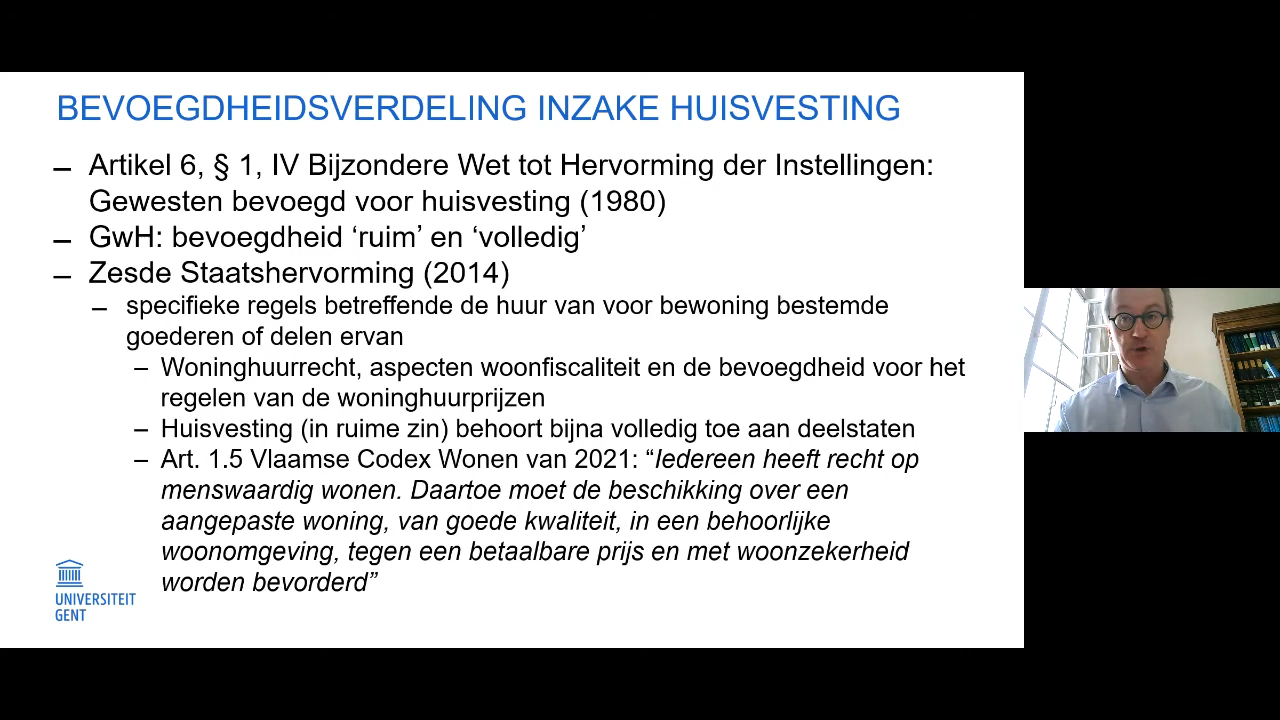 BEVOEGDHEIDSVERDELING INZAKE HUISVESTING
– Artikel 6, § 1, IV Bijzondere Wet tot Hervorming der Instellingen:
Gewesten bevoegd voor huisvesting (1980)
– GwH: bevoegdheid ‘ruim’ en ‘volledig’
– Zesde Staatshervorming (2014)
– specifieke regels betreffende de huur van voor bewoning bestemde
goederen of delen ervan
– Woninghuurrecht, aspecten woonfiscaliteit en de bevoegdheid voor het
regelen van de woninghuurprijzen
– Huisvesting (in ruime zin) behoort bijna volledig toe aan deelstaten
– Art. 1.5 Vlaamse Codex Wonen van 2021: “Iedereen heeft recht op
menswaardig wonen. Daartoe moet de beschikking over een
aangepaste woning, van goede kwaliteit, in een behoorlijke
woonomgeving, tegen een betaalbare prijs en met woonzekerheid
worden bevorderd”
UNIVERSITEIT
GENT